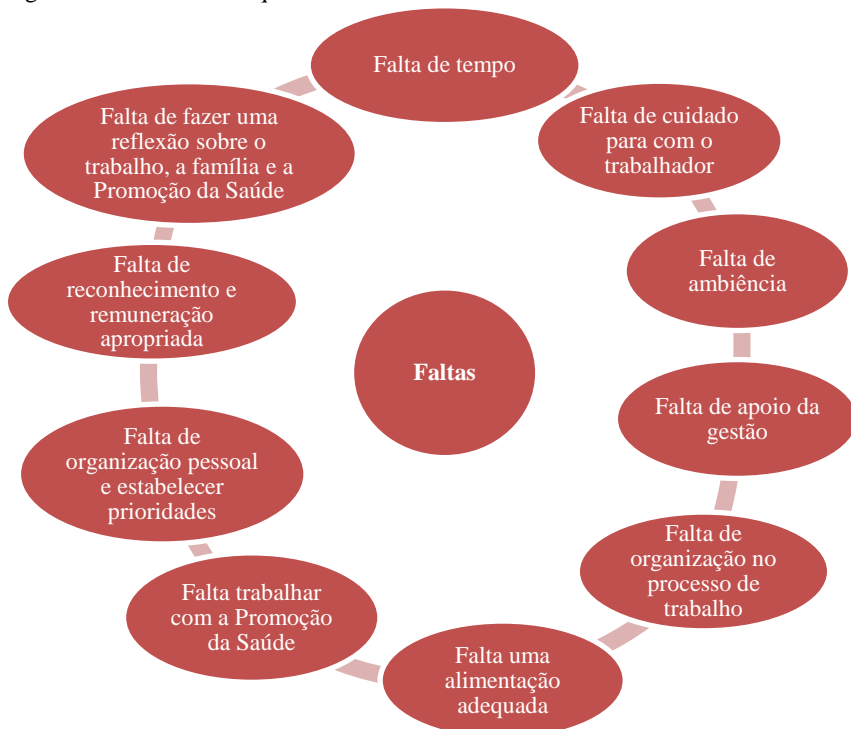 Falta de tempo
Falta de cuidado
para com o
trabalhador
Falta de
ambiência
Falta de apoio da
gestão
Falta de
organização no
processo de
trabalho
Falta uma
alimentação
adequada
Falta trabalhar
com a Promoção
da Saúde
Falta de
organização pessoal
e estabelecer
prioridades
Falta de
reconhecimento e
remuneração
apropriada
Falta de fazer uma
reflexão sobre o
trabalho, a família e a
Promoção da Saúde
Faltas